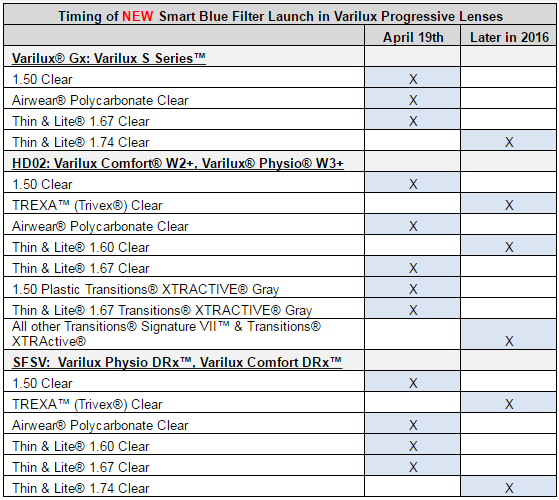 Timing of NEW Smart Blue Filter Launch in Varilux Progressive Lenses
April 19th Later in 2016
Varilux® Gx: Varilux S Series™
1.50 Clear X
Airwear® Polycarbonate Clear X
Thin & Lite® 1.67 Clear X
Thin & Lite® 1.74 Clear X
HD02: Varilux Comfort® W2+, Varilux® Physio® W3+
1.50 Clear X
TREXA™ (Trivex®) Clear X
Airwear® Polycarbonate Clear X
Thin & Lite® 1.60 Clear X
Thin & Lite® 1.67 Clear X
1.50 Plastic Transitions® XTRACTIVE® Gray X
Thin & Lite® 1.67 Transitions® XTRACTIVE® Gray X
All other Transitions® Signature VII™ & Transitions®
XTRActive® X
SFSV: Varilux Physio DRx™, Varilux Comfort DRx™
1.50 Clear X
TREXA™ (Trivex®) Clear X
Airwear® Polycarbonate Clear X
Thin & Lite® 1.60 Clear X
Thin & Lite® 1.67 Clear X
Thin & Lite® 1.74 Clear X